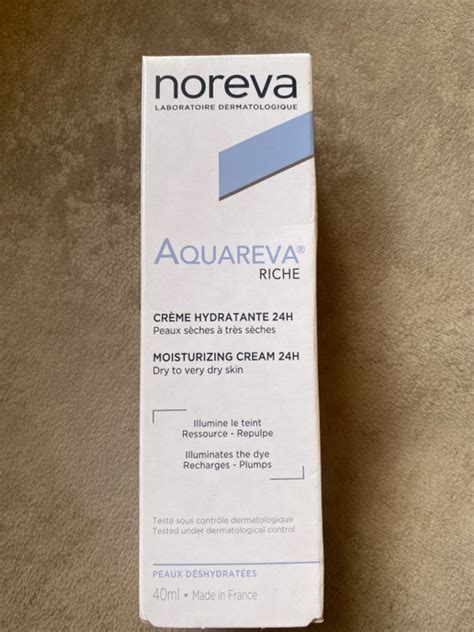 noreva
LABORATOIRE DERMATOLOGIQUE
AQUAREVA®
RICHE
CRÈME HYDRATANTE 24H
Peaux sèches à très sèches
MOISTURIZING CREAM 24H
Dry to very dry skin
Illumine le teint
Ressource - Repulpe
Illuminates the dye
Recharges - Plumps
Testé sous contrôle dermatologique
Tested under dermatological control
PEAUX DÉSHYDRATÉES
40ml • Made in France